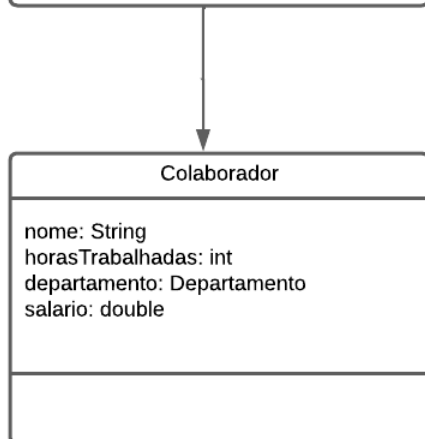 Colaborador
nome: String
horasTrabalhadas: int
departamento: Departamento
salario: double